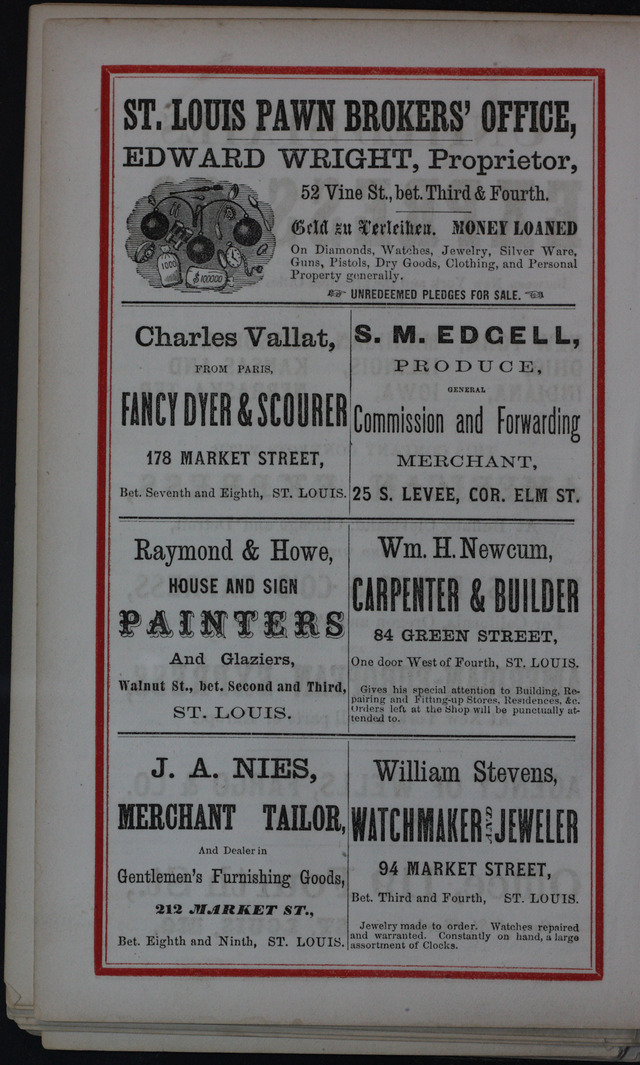 ST. LOUIS PAWN BROKERS' OFFICE,
EDWARD WRIGHT, Proprietor,
52 Vine St., bet. Third & Fourth.
Geld zu Verleihen. MONEY LOANED
On Diamonds, Watches, Jewelry, Silver Ware,
Guns, Pistols, Dry Goods, Clothing, and Personal
Property generally.
UNREDEEMED PLEDGES FOR SALE.
1000
$100000
Charles Vallat,
FROM PARIS,
FANCY DYER & SCOURER
178 MARKET STREET,
Bet. Seventh and Eighth, ST. LOUIS.
S. M. EDGELL,
PRODUCE,
GENERAL
Commission and Forwarding
MERCHANT,
25 S. LEVEE, COR. ELM ST.
Raymond & Howe,
HOUSE AND SIGN
PAINTERS
And Glaziers,
Walnut St., bet. Second and Third,
ST. LOUIS.
Wm. H. Newcum,
CARPENTER & BUILDER
84 GREEN STREET,
One door West of Fourth, ST. LOUIS.
Gives his special attention to Building, Re-
pairing and Fitting-up Stores, Residences, &c.
Orders left at the Shop will be punctually at-
tended to.
J. A. NIES,
MERCHANT TAILOR,
And Dealer in
Gentlemen's Furnishing Goods,
212 MARKET ST.,
Bet. Eighth and Ninth, ST. LOUIS.
William Stevens,
WATCHMAKER AND JEWELER
94 MARKET STREET,
Bet. Third and Fourth, ST. LOUIS.
Jewelry made to order. Watches repaired
and warranted. Constantly on hand, a large
assortment of Clocks.